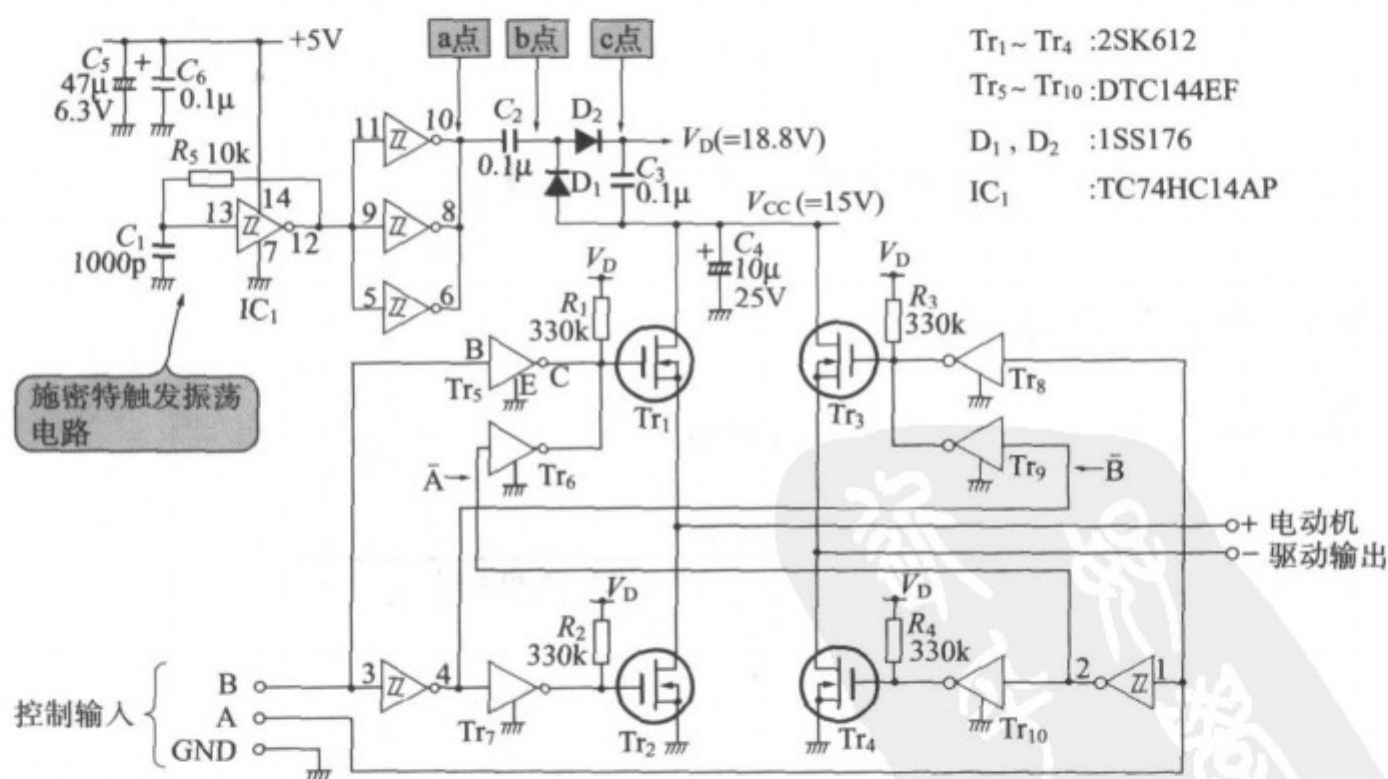 +5V
C5
47μ
6.3V
+
C6
0.1μ
R5 10k
13
14
12
7
C1
1000p
IC1
施密特触发振荡
电路
a点
b点
c点
11
10
9
8
5
6
C2
0.1μ
D2
D1
C3
0.1μ
VD(=18.8V)
VCC(=15V)
+
C4
10μ
25V
Tr1~Tr4 :2SK612
Tr5~Tr10 :DTC144EF
D1, D2 :1SS176
IC1 :TC74HC14AP
VD
R1
330k
B
C
E
Tr5
Tr1
Ā
Tr6
VD
R3
330k
Tr3
Tr8
Tr9
B̄
+ 电动机
- 驱动输出
VD
R2
330k
VD
R4
330k
控制输入
B
A
GND
3
4
Tr7
Tr2
Tr4
Tr10
2
1